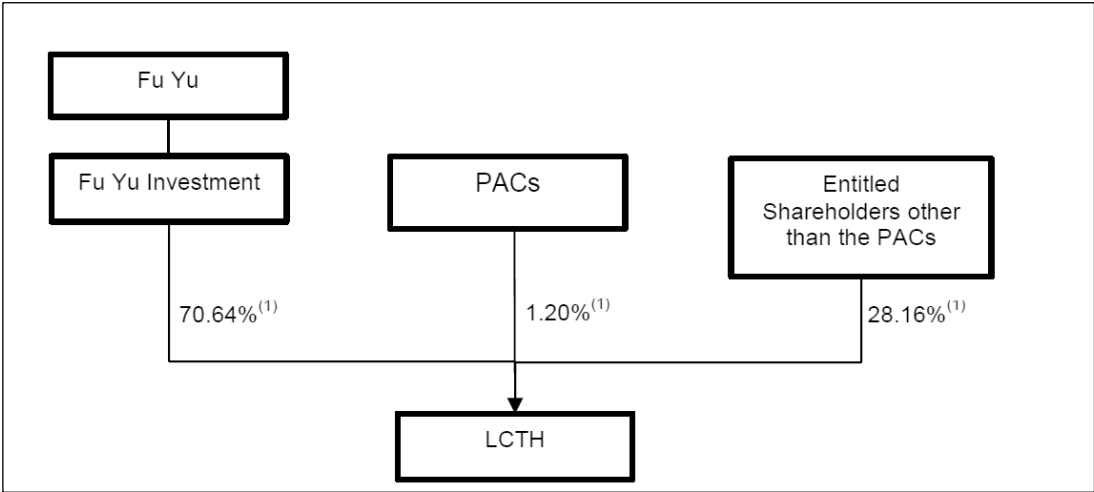 Fu Yu
Fu Yu Investment
PACs
Entitled
Shareholders other
than the PACs
70.64%(1)
1.20%(1)
28.16%(1)
LCTH